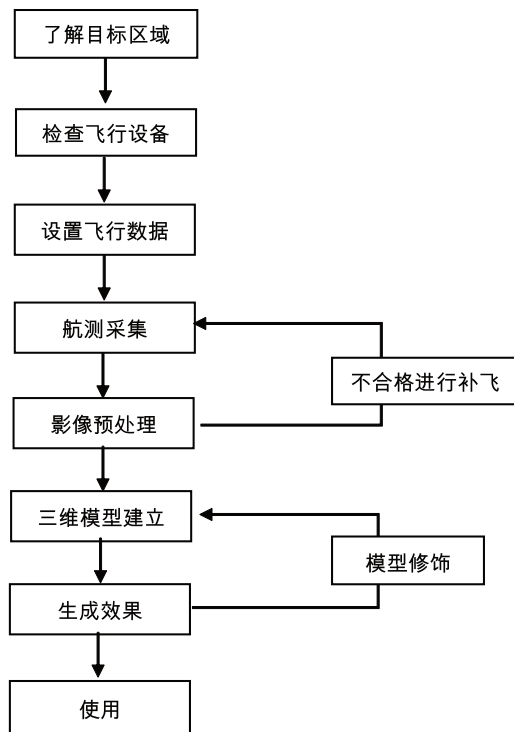 了解目标区域
检查飞行设备
设置飞行数据
航测采集
不合格进行补飞
影像预处理
三维模型建立
模型修饰
生成效果
使用